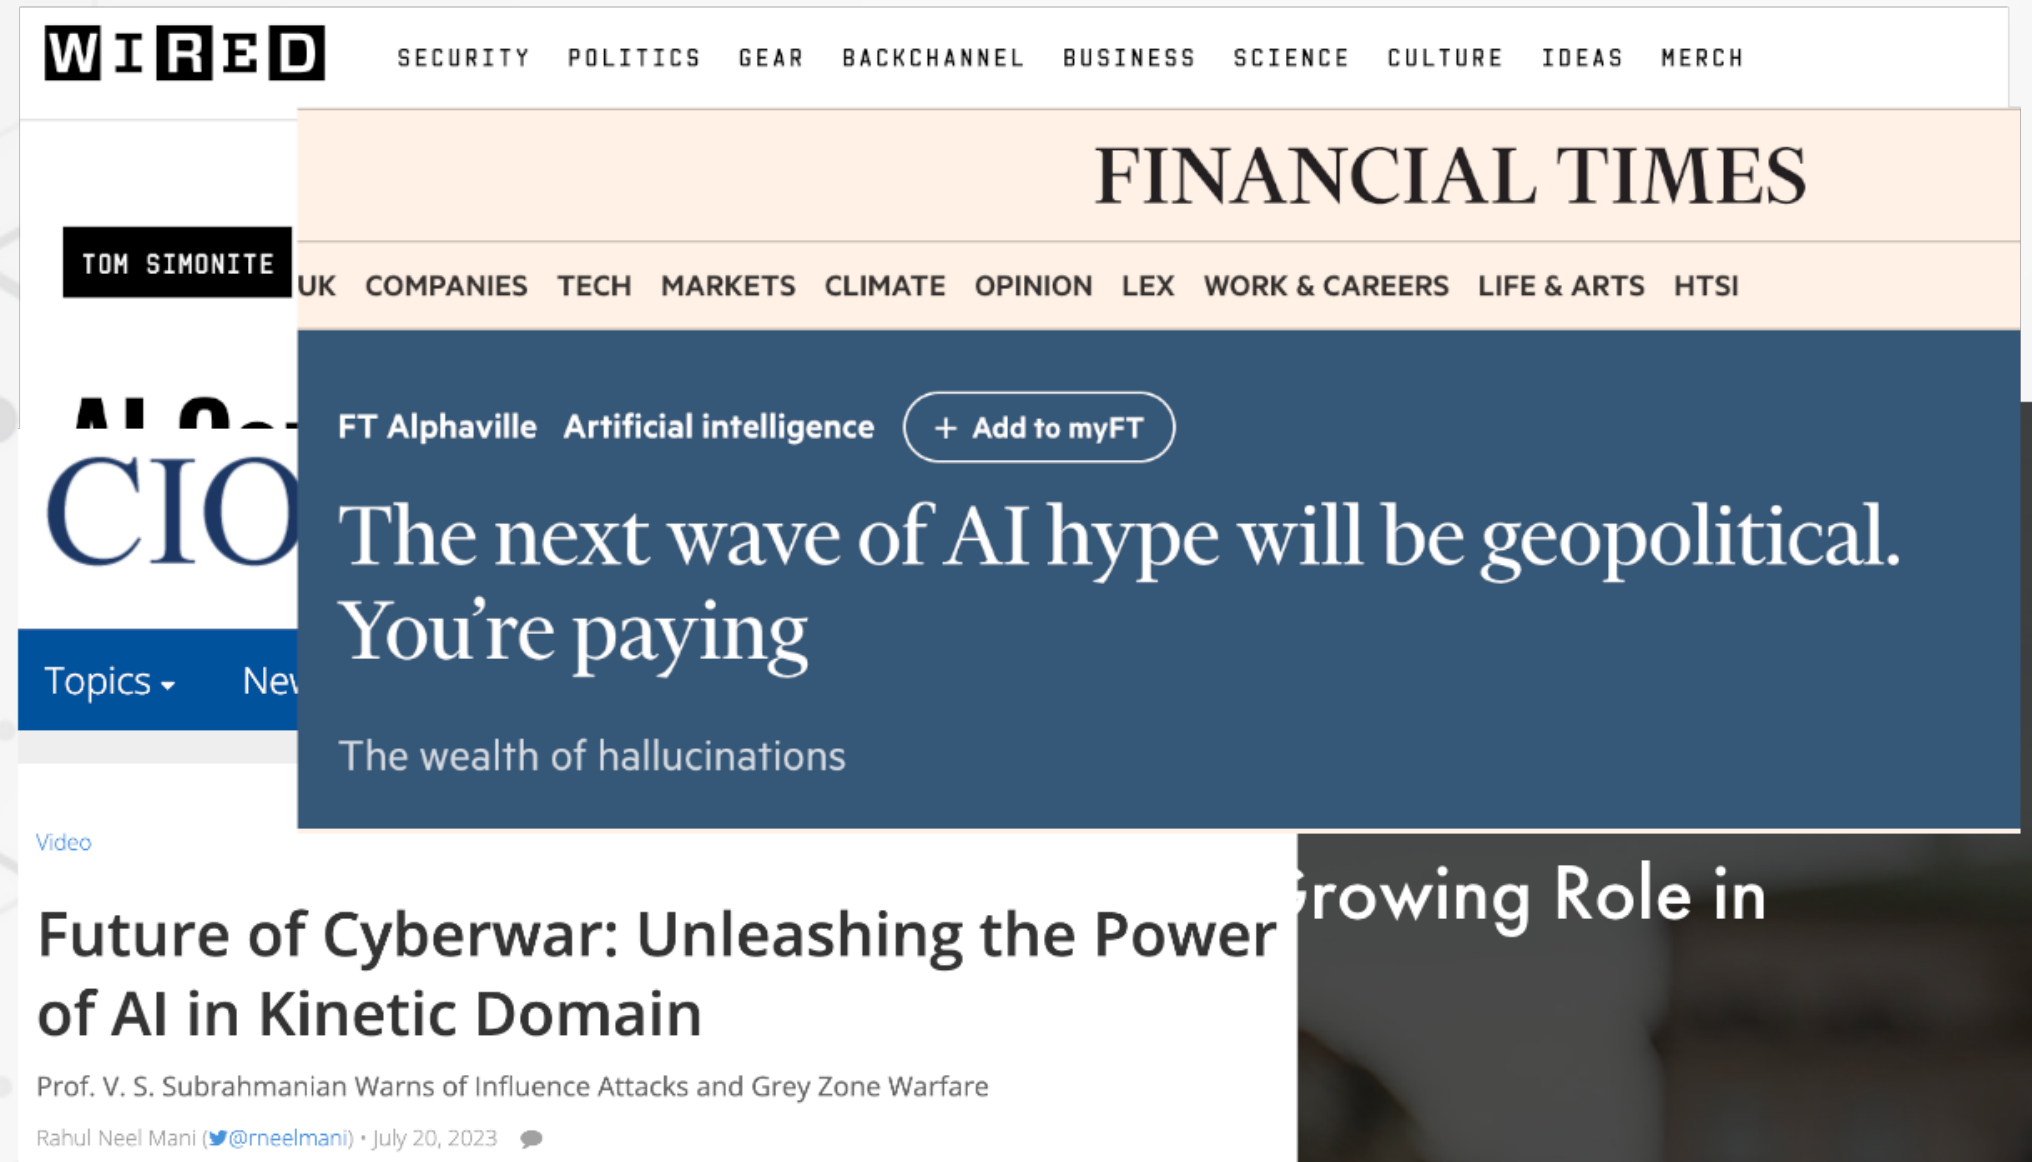 WIRED
SECURITY POLITICS GEAR BACKCHANNEL BUSINESS SCIENCE CULTURE IDEAS MERCH
FINANCIAL TIMES
TOM SIMONITE
UK COMPANIES TECH MARKETS CLIMATE OPINION LEX WORK & CAREERS LIFE & ARTS HTSI
AI
FT Alphaville Artificial intelligence + Add to myFT
CIO
The next wave of AI hype will be geopolitical.
You're paying
Topics
The wealth of hallucinations
Video
Growing Role in
Future of Cyberwar: Unleashing the Power
of AI in Kinetic Domain
Prof. V. S. Subrahmanian Warns of Influence Attacks and Grey Zone Warfare
Rahul Neel Mani (@rneelmani) • July 20, 2023